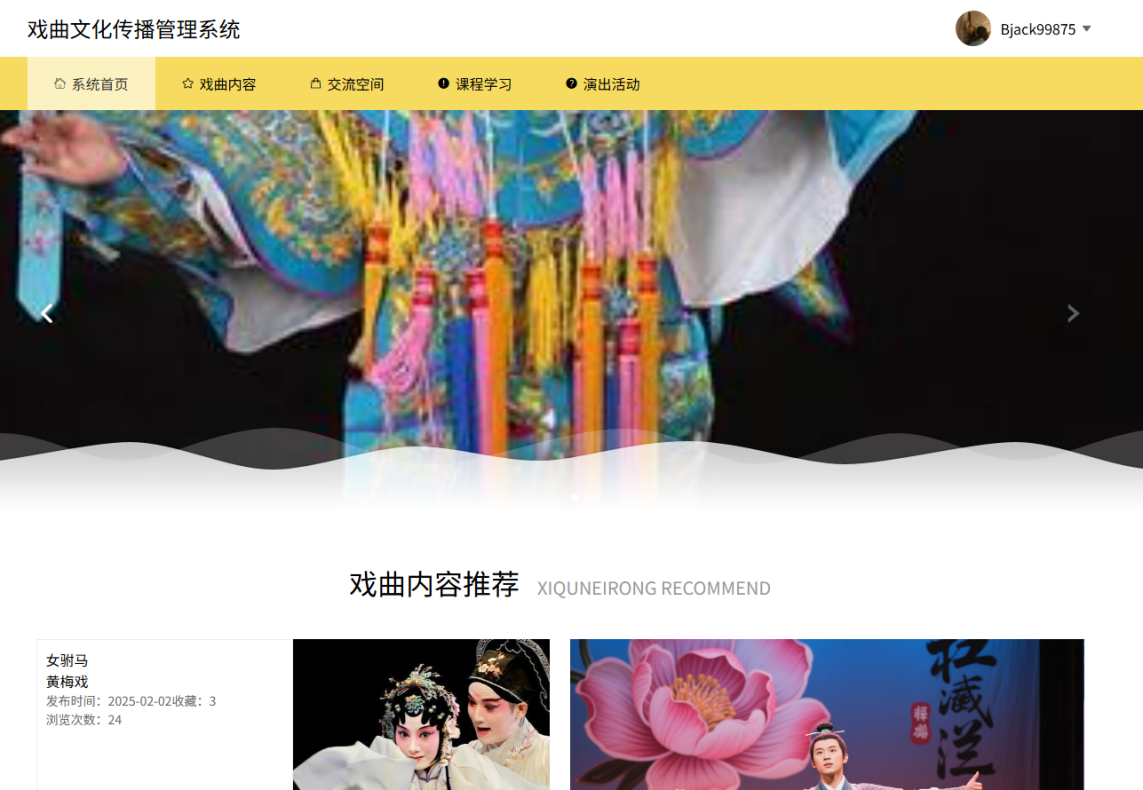 戏曲文化传播管理系统
Bjack99875
系统首页
戏曲内容
交流空间
课程学习
演出活动
戏曲内容推荐 XIQUNEIRONG RECOMMEND
女驸马
黄梅戏
发布时间：2025-02-02收藏：3
浏览次数：24